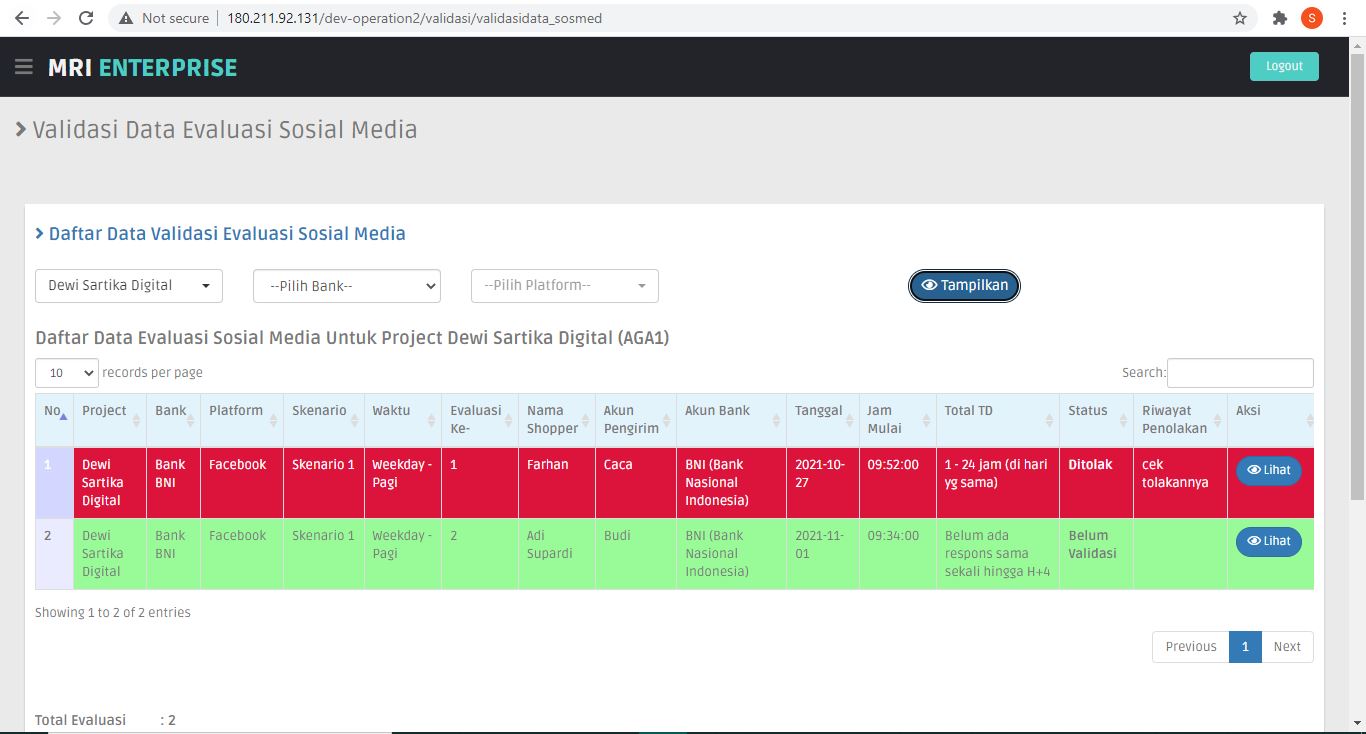 Not secure | 180.211.92.131/dev-operation2/validasi/validasidata_sosmed
S
MRI ENTERPRISE
Logout
Validasi Data Evaluasi Sosial Media
Daftar Data Validasi Evaluasi Sosial Media
Dewi Sartika Digital
--Pilih Bank--
--Pilih Platform--
Tampilkan
Daftar Data Evaluasi Sosial Media Untuk Project Dewi Sartika Digital (AGA1)
10 records per page
Search:
No Project Bank Platform Skenario Waktu Evaluasi Ke- Nama Shopper Akun Pengirim Akun Bank Tanggal Jam Mulai Total TD Status Riwayat Penolakan Aksi
1 Dewi Sartika Digital Bank BNI Facebook Skenario 1 Weekday - Pagi 1 Farhan Caca BNI (Bank Nasional Indonesia) 2021-10-27 09:52:00 1 - 24 jam (di hari yg sama) Ditolak cek tolakannya Lihat
2 Dewi Sartika Digital Bank BNI Facebook Skenario 1 Weekday - Pagi 2 Adi Supardi Budi BNI (Bank Nasional Indonesia) 2021-11-01 09:34:00 Belum ada respons sama sekali hingga H+4 Belum Validasi Lihat
Showing 1 to 2 of 2 entries
Previous 1 Next
Total Evaluasi : 2